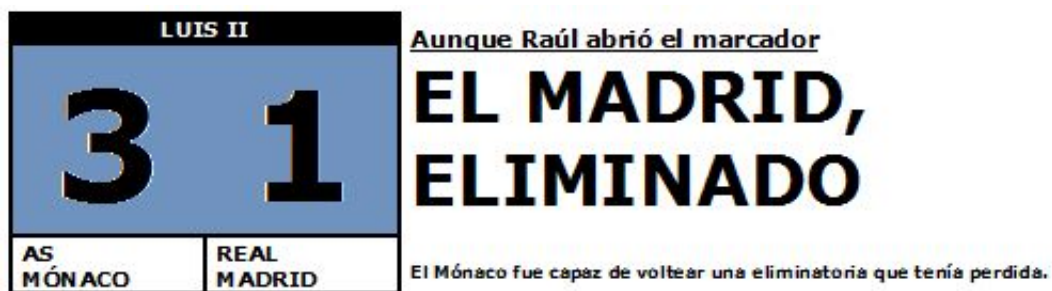 LUIS II
3 1
AS
MÓNACO
REAL
MADRID
Aunque Raúl abrió el marcador
EL MADRID,
ELIMINADO
El Mónaco fue capaz de voltear una eliminatoria que tenía perdida.